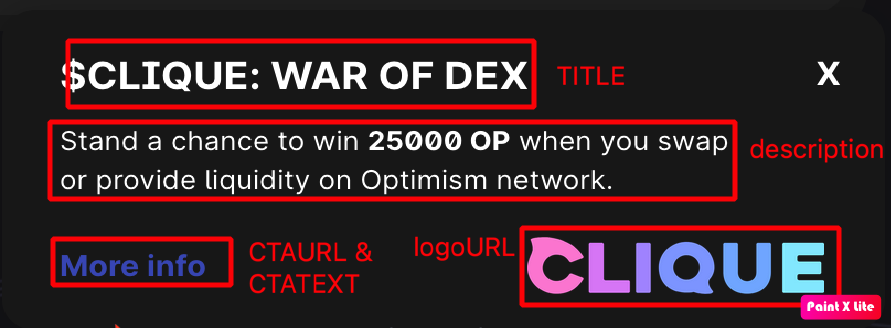 $CLIQUE: WAR OF DEX
TITLE
X
Stand a chance to win 25000 OP when you swap
or provide liquidity on Optimism network.
description
More info
CTAURL &
CTATEXT
logoURL
CLIQUE
Paint X Lite